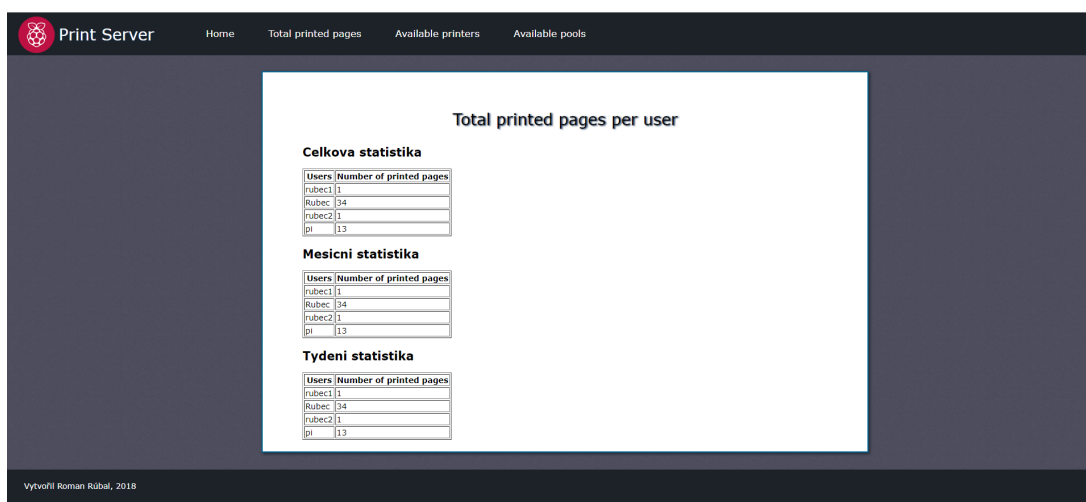 Print Server Home Total printed pages Available printers Available pools
Total printed pages per user
Celkova statistika
Users Number of printed pages
rubec1 1
Rubec 34
rubec2 1
pi 13
Mesicni statistika
Users Number of printed pages
rubec1 1
Rubec 34
rubec2 1
pi 13
Tydeni statistika
Users Number of printed pages
rubec1 1
Rubec 34
rubec2 1
pi 13
Vytvořil Roman Rúbal, 2018